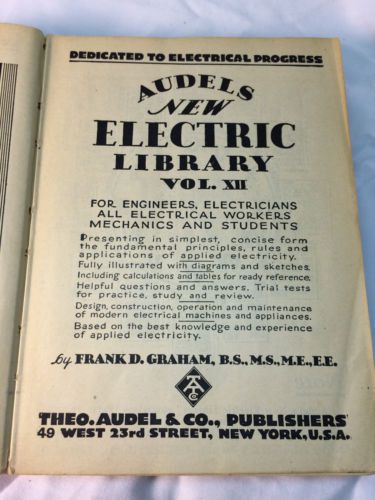 DEDICATED TO ELECTRICAL PROGRESS
AUDELS
NEW
ELECTRIC
LIBRARY
VOL. XII
FOR ENGINEERS, ELECTRICIANS
ALL ELECTRICAL WORKERS
MECHANICS AND STUDENTS
Presenting in simplest, concise form
the fundamental principles, rules and
applications of applied electricity.
Fully illustrated with diagrams and sketches.
Including calculations and tables for ready reference.
Helpful questions and answers. Trial tests
for practice, study and review.
Design, construction, operation and maintenance
of modern electrical machines and appliances.
Based on the best knowledge and experience
of applied electricity.
by FRANK D. GRAHAM, B.S., M.S., M.E., E.E.
THEO. AUDEL & CO., PUBLISHERS
49 WEST 23rd STREET, NEW YORK, U.S.A.